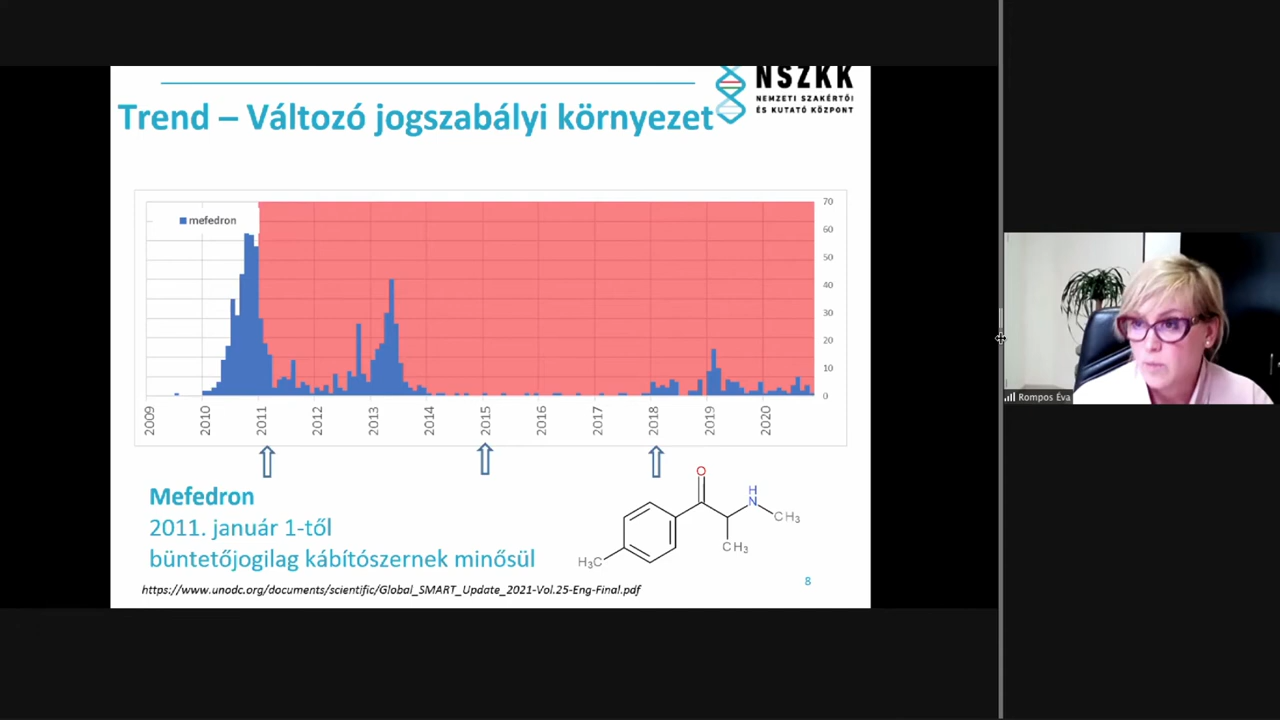 NSZKK
NEMZETI SZAKÉRTŐI
ÉS KUTATÓ KÖZPONT
Trend – Változó jogszabályi környezet
mefedron
70
60
50
40
30
20
10
0
2009
2010
2011
2012
2013
2014
2015
2016
2017
2018
2019
2020
Mefedron
2011. január 1-től
büntetőjogilag kábítószernek minősül
O
H
N
CH₃
CH₃
H₃C
https://www.unodc.org/documents/scientific/Global_SMART_Update_2021-Vol.25-Eng-Final.pdf
8
Rompos Éva